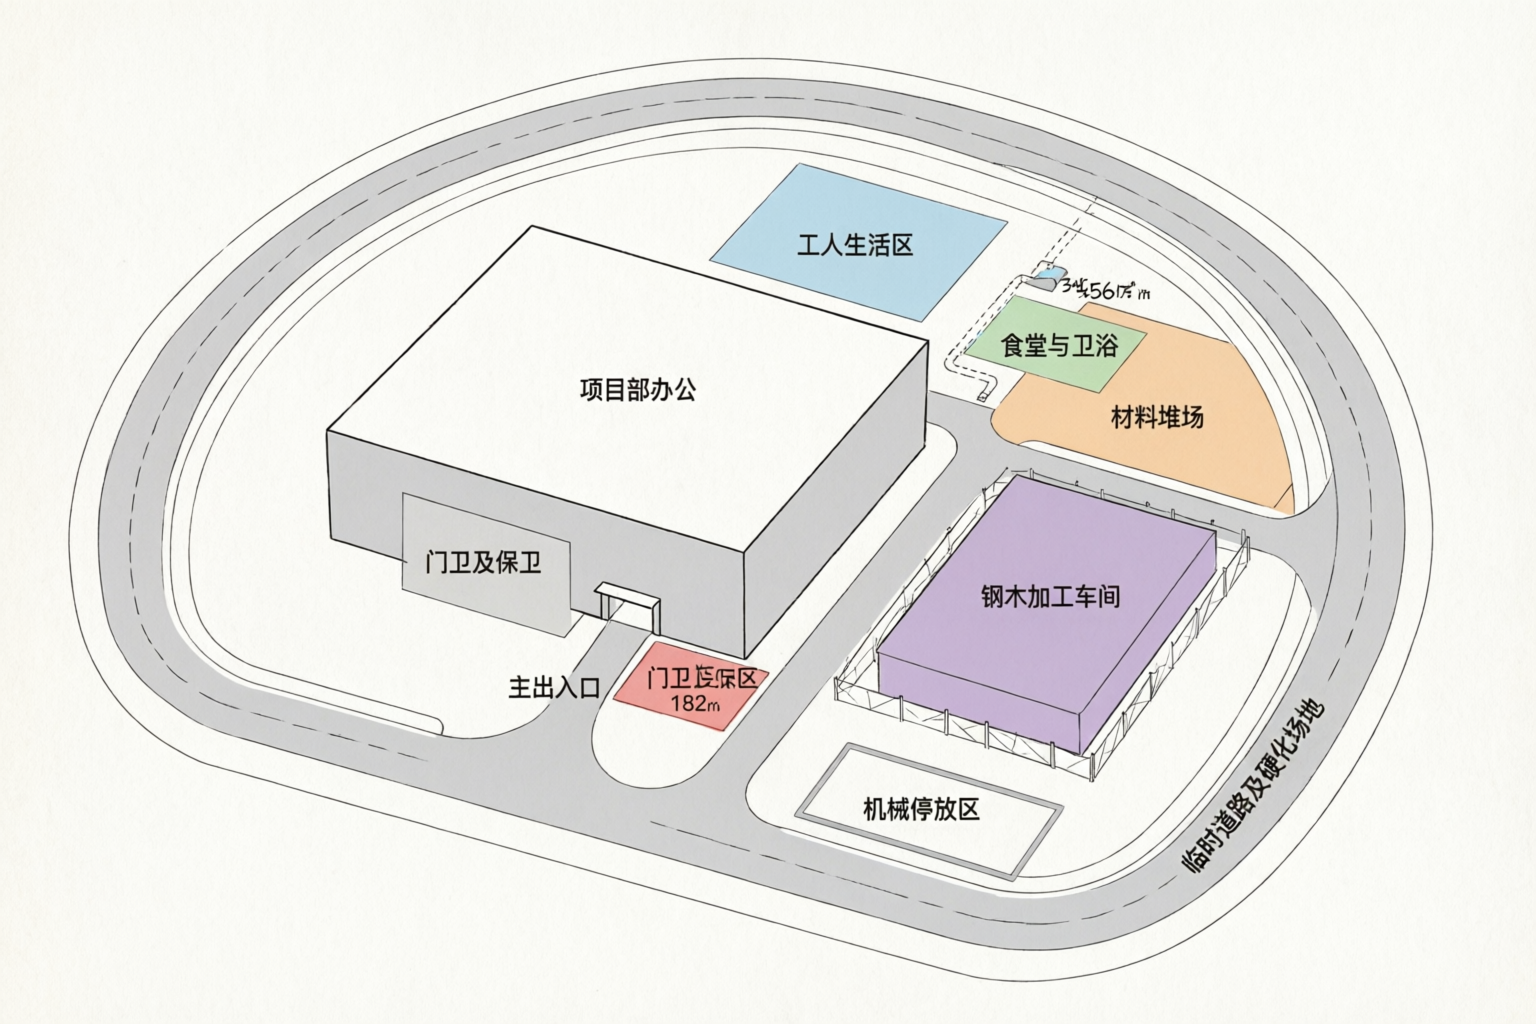 工人生活区
食堂与卫浴
项目部办公
材料堆场
门卫及保卫
钢木加工车间
主出入口
门卫
182m
机械停放区
临时道路及硬化场地